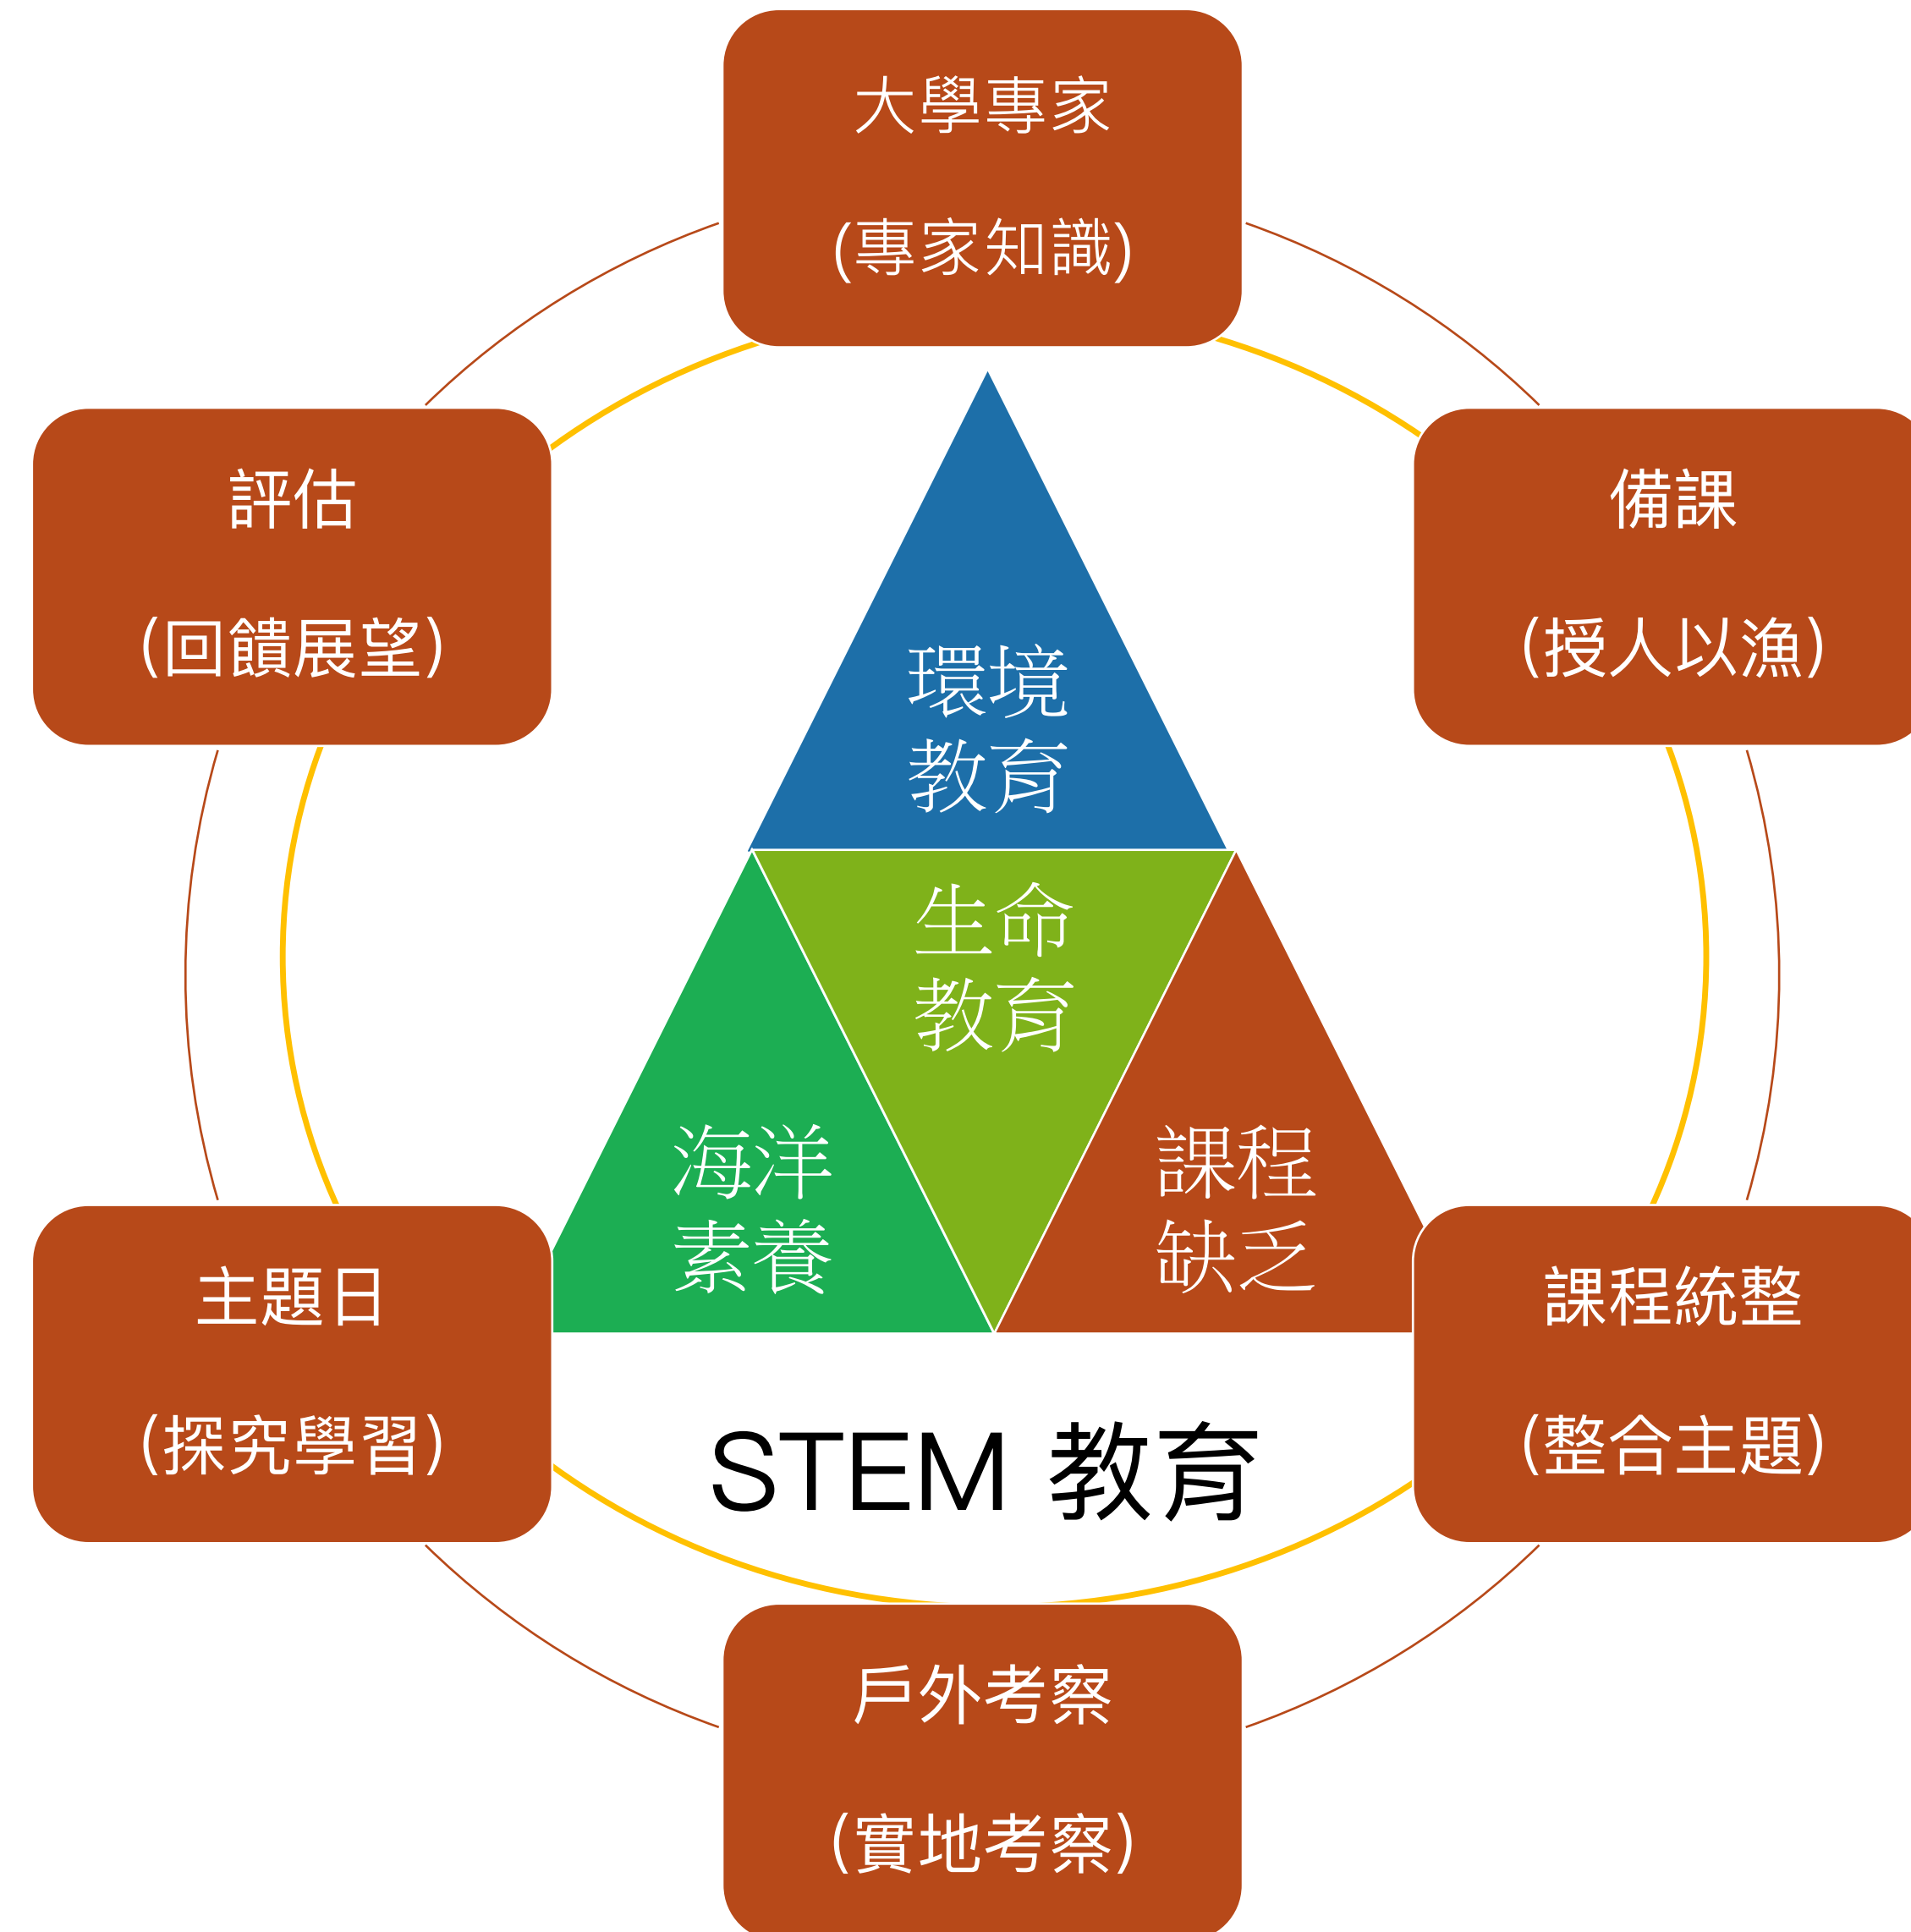 大學專家
(專家知識)
評估
(回饋展望)
備課
(授人以漁)
環境
教育
生命
教育
海洋
素養
課程
缺乏
主題日
(探究學習)
課程統整
(整合主題)
STEM 教育
戶外考察
(實地考察)